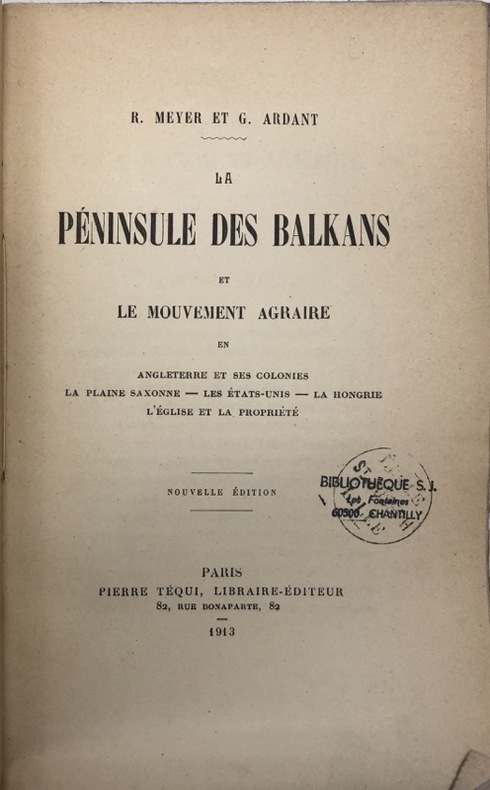 R. MEYER ET G. ARDANT
LA
PÉNINSULE DES BALKANS
ET
LE MOUVEMENT AGRAIRE
EN
ANGLETERRE ET SES COLONIES
LA PLAINE SAXONNE — LES ÉTATS-UNIS — LA HONGRIE
L'ÉGLISE ET LA PROPRIÉTÉ
NOUVELLE ÉDITION
BIBLIOTHÈQUE S. J.
Les Fontaines
60500 CHANTILLY
PARIS
PIERRE TÉQUI, LIBRAIRE-ÉDITEUR
82, RUE BONAPARTE, 82
1913